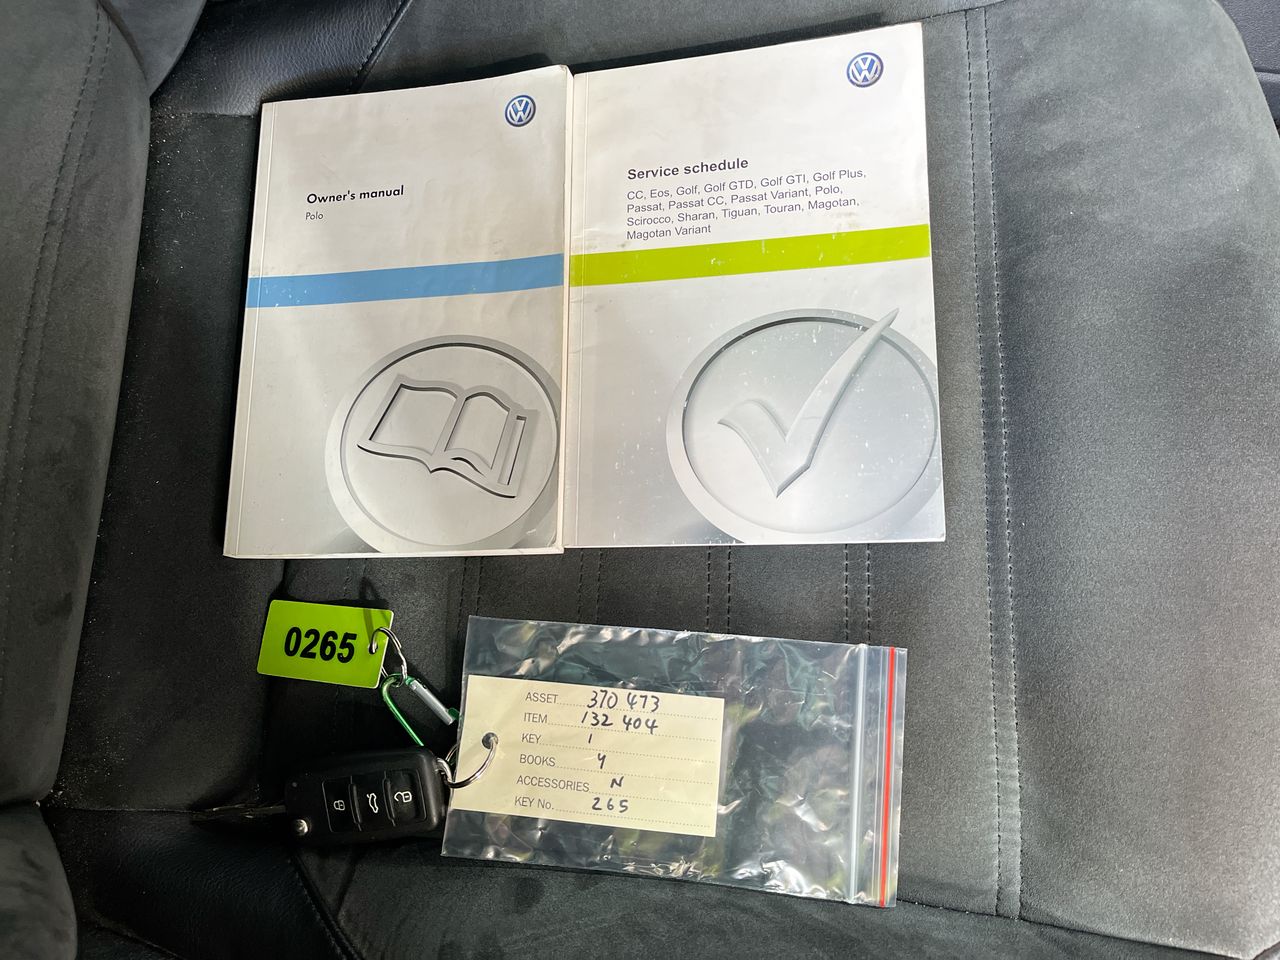 Owner's manual
Polo
Service schedule
CC, Eos, Golf, Golf GTD, Golf GTI, Golf Plus,
Passat, Passat CC, Passat Variant, Polo,
Scirocco, Sharan, Tiguan, Touran, Magotan,
Magotan Variant
0265
ASSET 370 473
ITEM 132 404
KEY 1
BOOKS Y
ACCESSORIES N
KEY No. 265